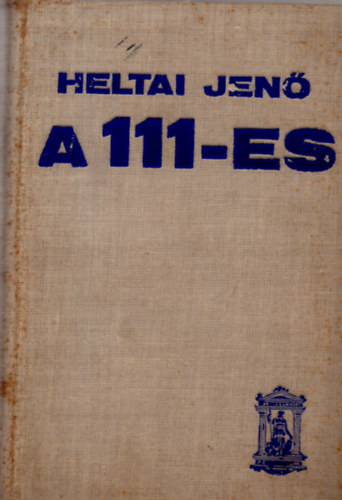 HELTAI JENŐ
A 111-ES